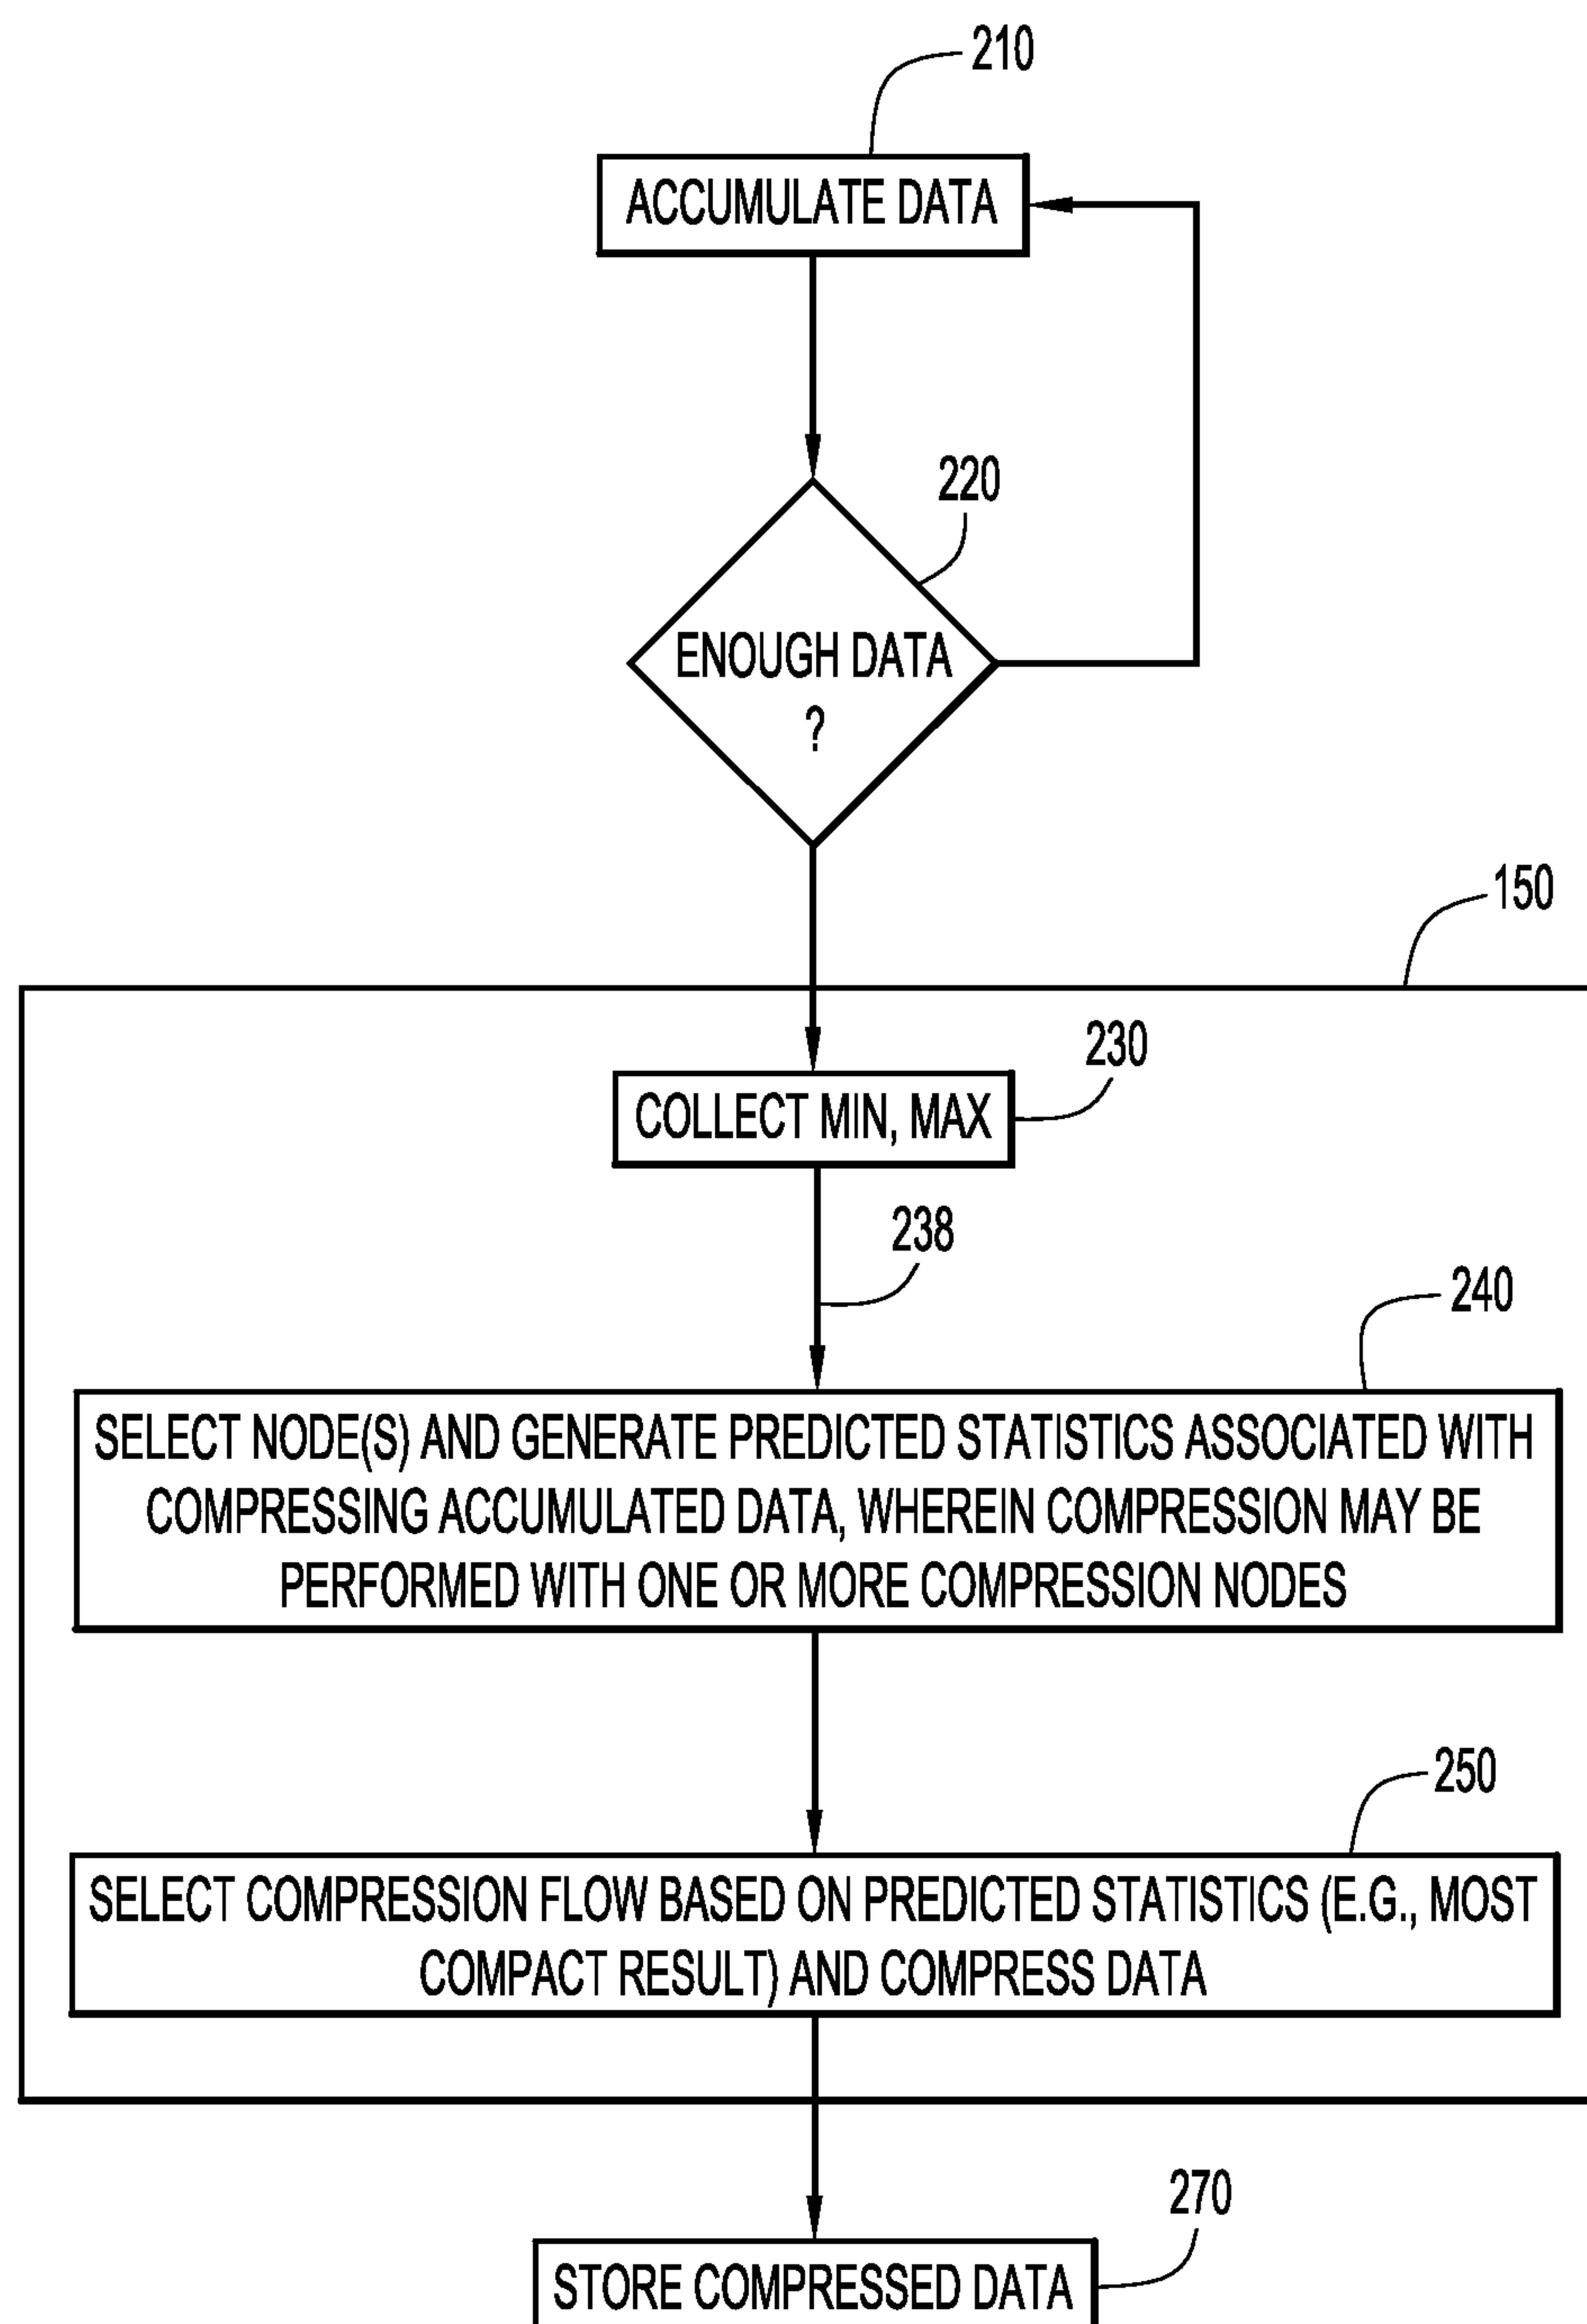 210
ACCUMULATE DATA
220
ENOUGH DATA
?
150
230
COLLECT MIN, MAX
238
240
SELECT NODE(S) AND GENERATE PREDICTED STATISTICS ASSOCIATED WITH
COMPRESSING ACCUMULATED DATA, WHEREIN COMPRESSION MAY BE
PERFORMED WITH ONE OR MORE COMPRESSION NODES
250
SELECT COMPRESSION FLOW BASED ON PREDICTED STATISTICS (E.G., MOST
COMPACT RESULT) AND COMPRESS DATA
270
STORE COMPRESSED DATA